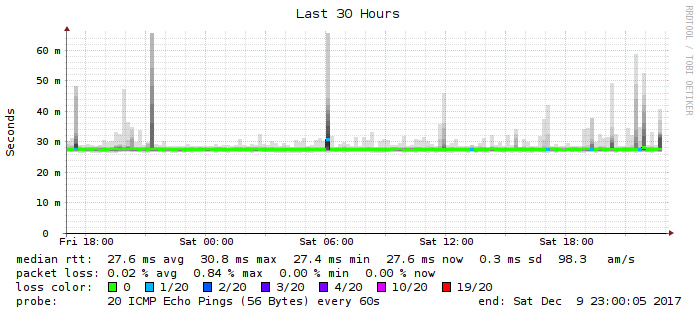 Last 30 Hours
RRDTOOL / TOBI OETIKER
Seconds
60 m
50 m
40 m
30 m
20 m
10 m
0
Fri 18:00 Sat 00:00 Sat 06:00 Sat 12:00 Sat 18:00
median rtt: 27.6 ms avg 30.8 ms max 27.4 ms min 27.6 ms now 0.3 ms sd 98.3 am/s
packet loss: 0.02 % avg 0.84 % max 0.00 % min 0.00 % now
loss color: 0 1/20 2/20 3/20 4/20 10/20 19/20
probe: 20 ICMP Echo Pings (56 Bytes) every 60s end: Sat Dec 9 23:00:05 2017